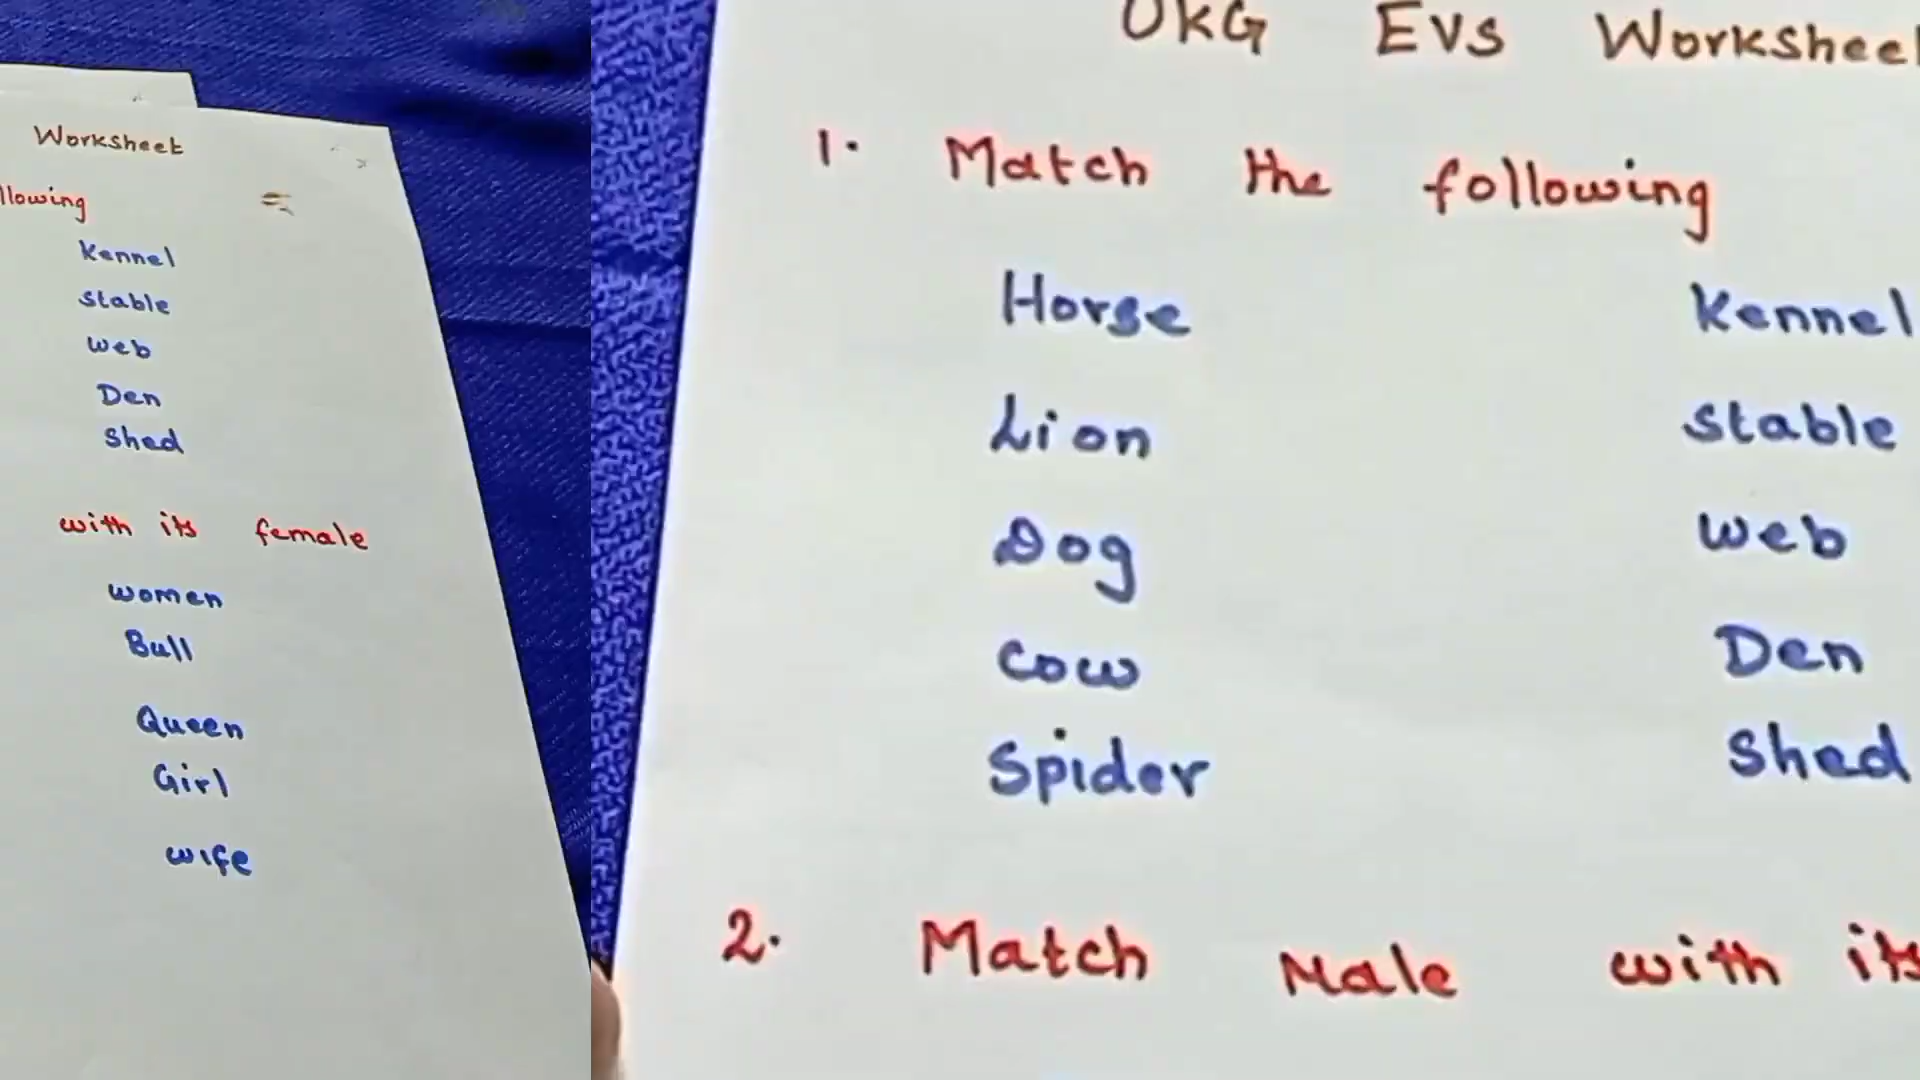 Worksheet
llowing
Kennel
stable
web
Den
shed
with its female
women
Bull
Queen
Girl
wife
UKG EVS Worksheet
1. Match the following
Horse Kennel
Lion stable
Dog web
cow Den
Spider shed
2. Match Male with its